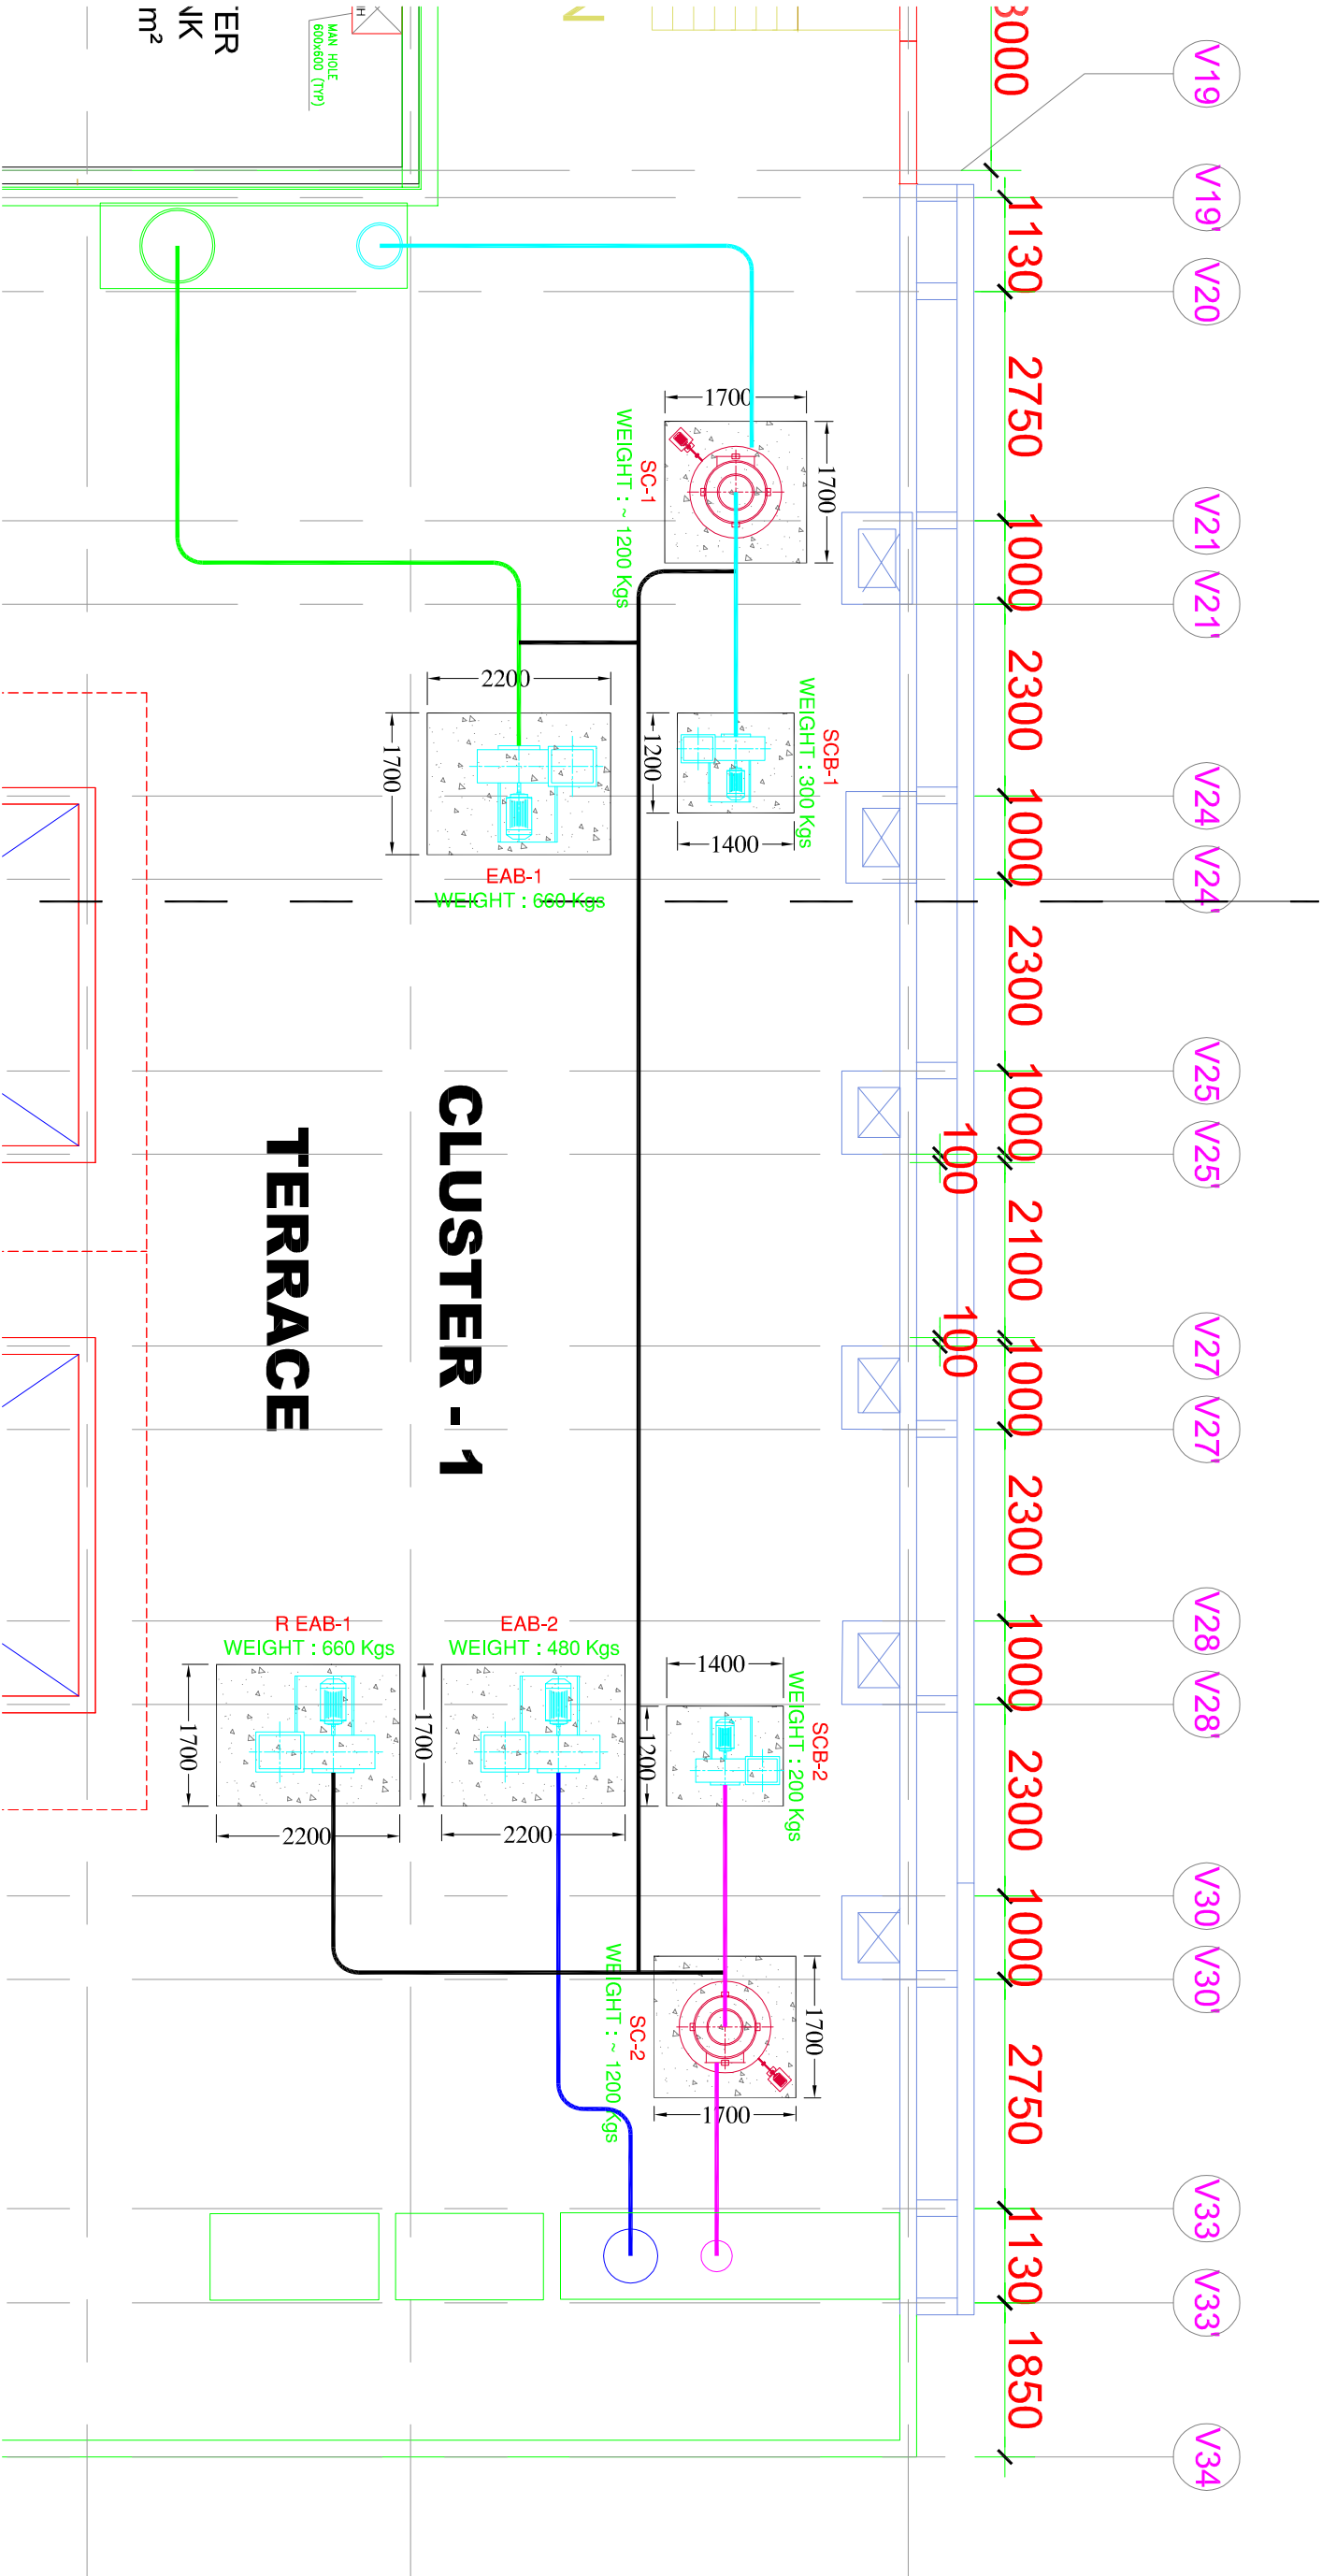 TER
NK
m²
MH
MAN HOLE
600x600 (TYP)
N
3000
V19
V19'
1130
V20
2750
V21
1000
V21'
2300
V24
1000
V24'
2300
V25
1000
V25'
100
2100
100
V27
1000
V27'
2300
V28
1000
V28'
2300
V30
1000
V30'
2750
V33
1130
V33'
1850
V34
1700
1700
SC-1
WEIGHT : ~ 1200 Kgs
2200
1700
EAB-1
WEIGHT : 660 Kgs
1200
1400
SCB-1
WEIGHT : 300 Kgs
CLUSTER - 1
TERRACE
R EAB-1
WEIGHT : 660 Kgs
1700
2200
EAB-2
WEIGHT : 480 Kgs
1700
2200
1400
1200
SCB-2
WEIGHT : 200 Kgs
SC-2
WEIGHT : ~ 1200 Kgs
1700
1700